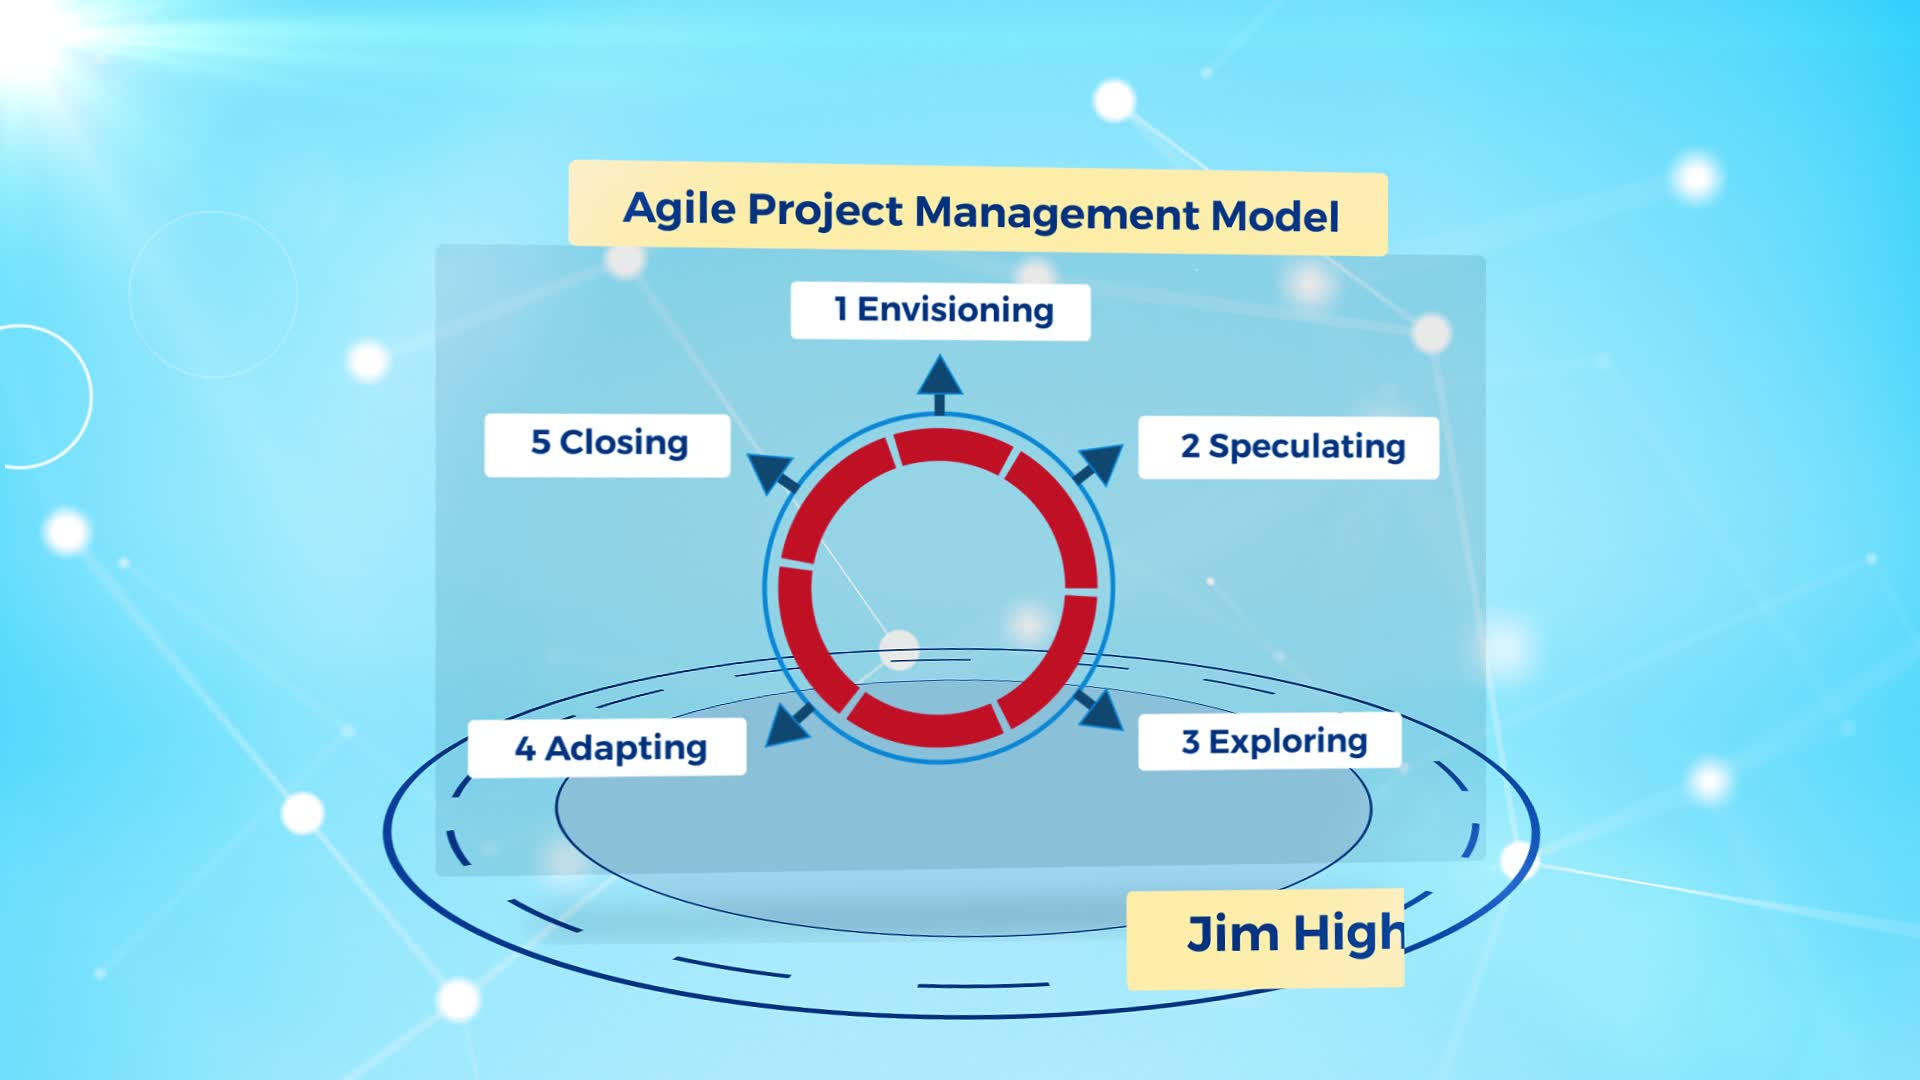 Agile Project Management Model
1 Envisioning
2 Speculating
3 Exploring
4 Adapting
5 Closing
Jim High